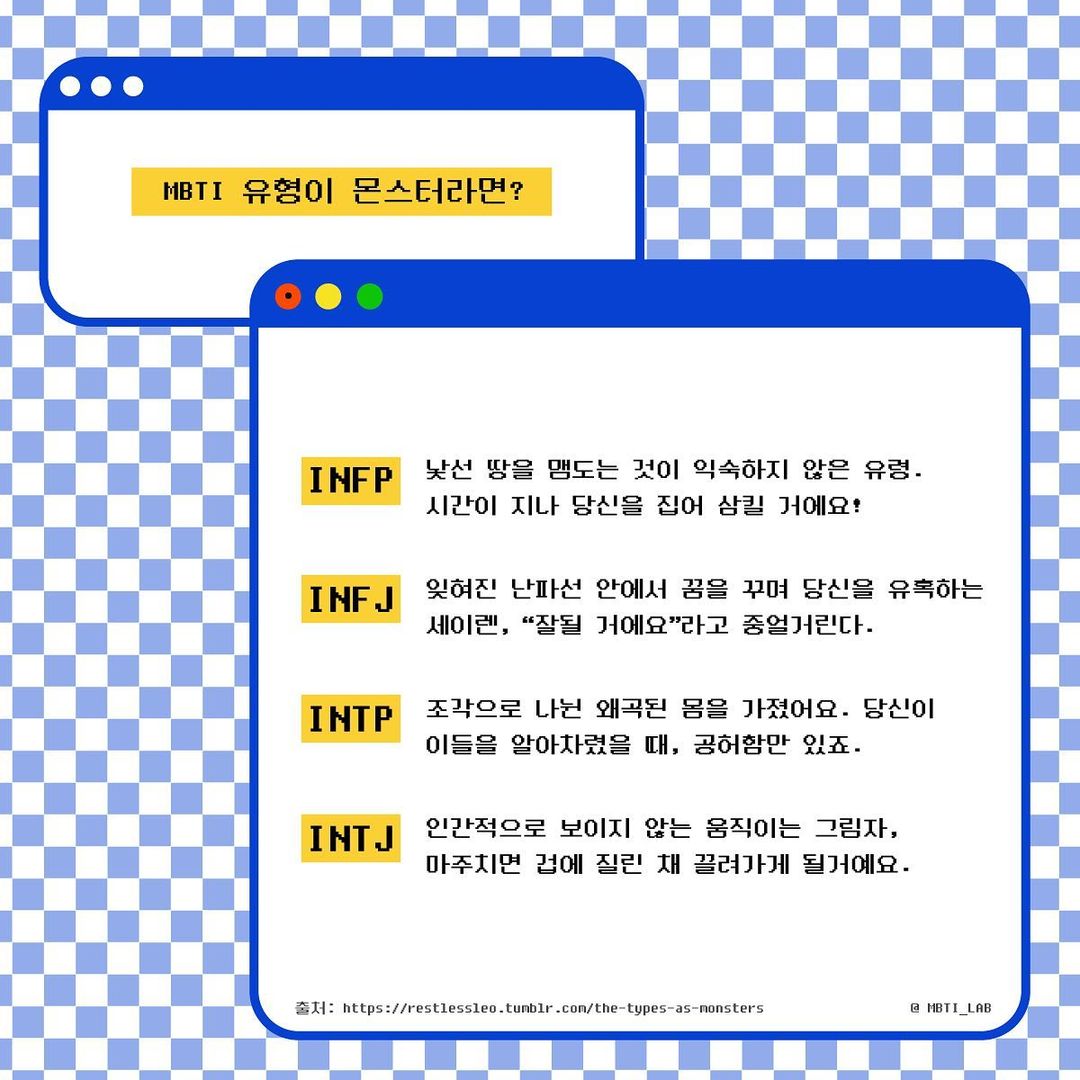 MBTI 유형이 몬스터라면?
INFP
낯선 땅을 맴도는 것이 익숙하지 않은 유령.
시간이 지나 당신을 집어 삼킬 거에요!
INFJ
잊혀진 난파선 안에서 꿈을 꾸며 당신을 유혹하는
세이렌, “잘될 거에요”라고 중얼거린다.
INTP
조각으로 나뉜 왜곡된 몸을 가졌어요. 당신이
이들을 알아차렸을 때, 공허함만 있죠.
INTJ
인간적으로 보이지 않는 움직이는 그림자,
마주치면 겁에 질린 채 끌려가게 될거예요.
출처: https://restlessleo.tumblr.com/the-types-as-monsters
@ MBTI_LAB